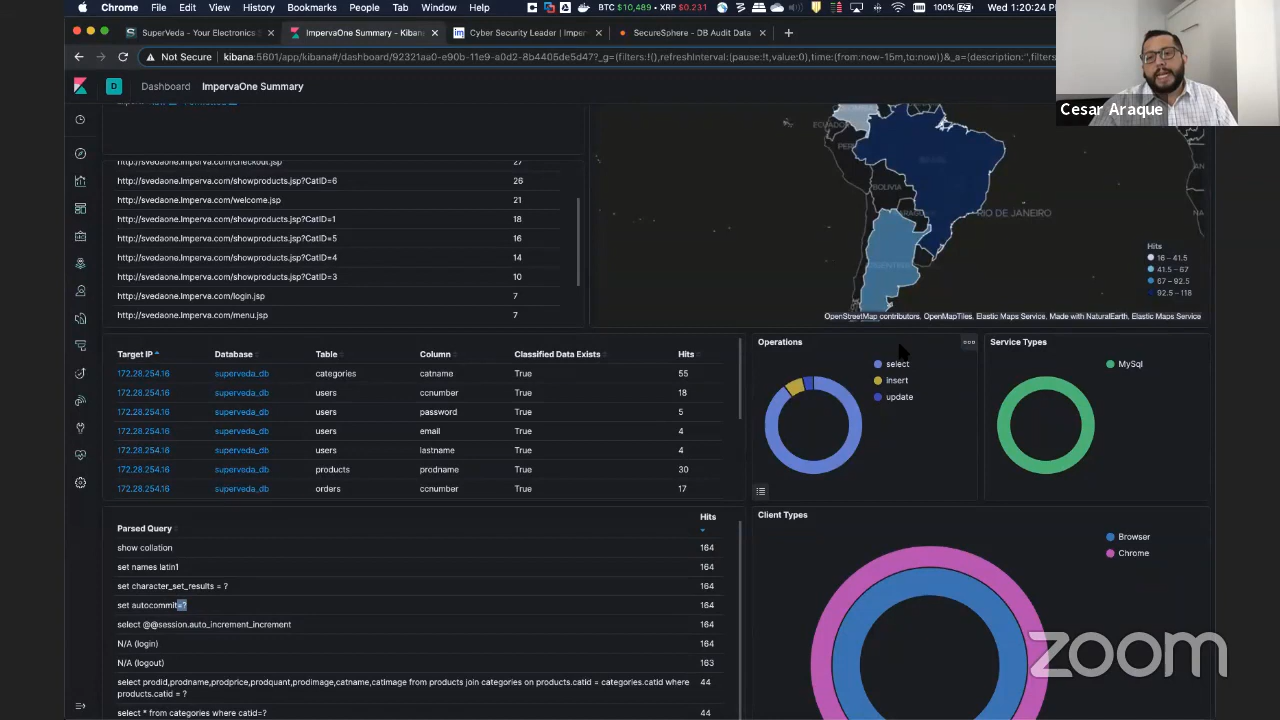 Chrome File Edit View History Bookmarks People Tab Window Help BTC $10,489 • XRP $0.231 100% Wed Mon 1:20:24 PM
SuperVeda - Your Electronics S × ImpervaOne Summary - Kibana × Cyber Security Leader | Imperv × SecureSphere - DB Audit Data × +
Not Secure kibana:5601/app/kibana#/dashboard/92321aa0-e90b-11e9-a0d2-8b4405de5d47?_g=(filters:!(),refreshInterval:(pause:!t,value:0),time:(from:now-15m,to:now))&_a=(description:'',filters
D Dashboard ImpervaOne Summary
Cesar Araque
http://svedaone.imperva.com/checkout.jsp 27
http://svedaone.imperva.com/showproducts.jsp?CatID=6 26
http://svedaone.imperva.com/welcome.jsp 21
http://svedaone.imperva.com/showproducts.jsp?CatID=1 18
http://svedaone.imperva.com/showproducts.jsp?CatID=5 16
http://svedaone.imperva.com/showproducts.jsp?CatID=4 14
http://svedaone.imperva.com/showproducts.jsp?CatID=3 10
http://svedaone.imperva.com/login.jsp 7
http://svedaone.imperva.com/menu.jsp 7
BRAZIL
BOLIVIA
RIO DE JANEIRO
ARGENTINA
Hits
16 – 41.5
41.5 – 67
67 – 92.5
92.5 – 118
OpenStreetMap contributors, OpenMapTiles, Elastic Maps Service, Made with NaturalEarth, Elastic Maps Service
Target IP Database Table Column Classified Data Exists Hits
172.28.254.16 superveda_db categories catname True 55
172.28.254.16 superveda_db users ccnumber True 18
172.28.254.16 superveda_db users password True 5
172.28.254.16 superveda_db users email True 4
172.28.254.16 superveda_db users lastname True 4
172.28.254.16 superveda_db products prodname True 30
172.28.254.16 superveda_db orders ccnumber True 17
Operations
select
insert
update
Service Types
MySql
Parsed Query Hits
show collation 164
set names latin1 164
set character_set_results = ? 164
set autocommit=? 164
select @@session.auto_increment_increment 164
N/A (login) 164
N/A (logout) 163
select prodid,prodname,prodprice,prodquant,prodimage,catname,catimage from products join categories on products.catid = categories.catid where 44
products.catid = ?
select * from categories where catid=? 44
Client Types
Browser
Chrome
zoom